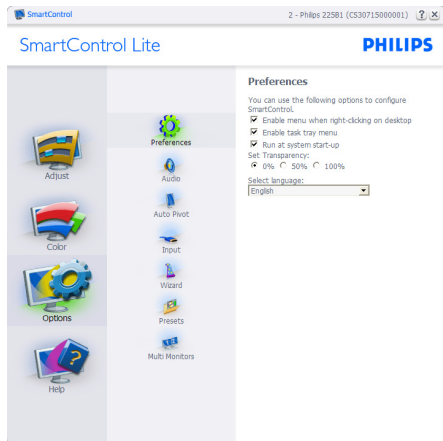 SmartControl
2 - Philips 225B1 (CS30715000001)
? X
SmartControl Lite
PHILIPS
Adjust
Color
Options
Help
Preferences
Audio
Auto Pivot
Input
Wizard
Presets
Multi Monitors
Preferences
You can use the following options to configure
SmartControl.
Enable menu when right-clicking on desktop
Enable task tray menu
Run at system start-up
Set Transparency:
0% 50% 100%
Select language:
English